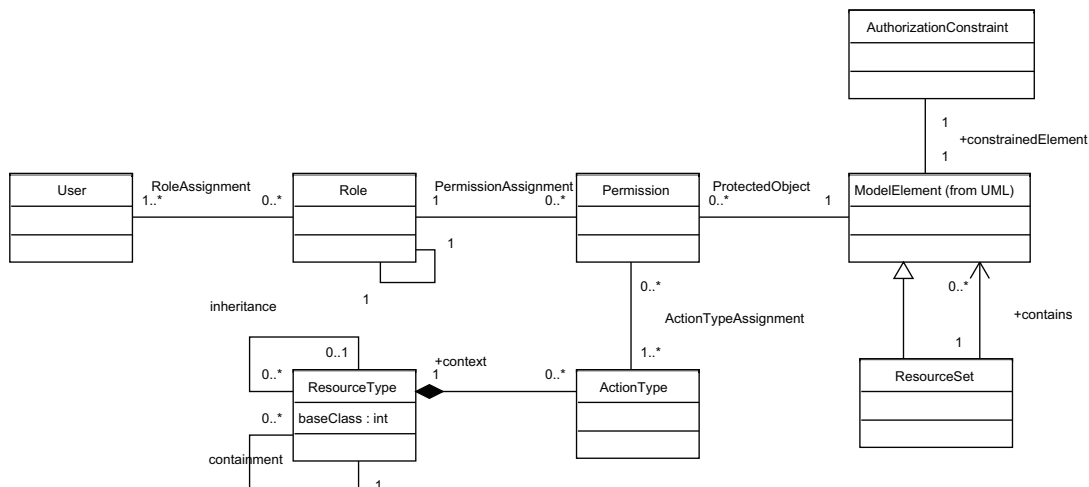 AuthorizationConstraint
1
+constrainedElement
1
User
RoleAssignment
1..*
0..*
Role
PermissionAssignment
1
0..*
Permission
ProtectedObject
0..*
1
ModelElement (from UML)
1
1
inheritance
0..*
ActionTypeAssignment
1..*
0..*
+contains
1
ResourceSet
0..1
0..*
ResourceType
baseClass : int
+context
1
0..*
ActionType
0..*
containment
1